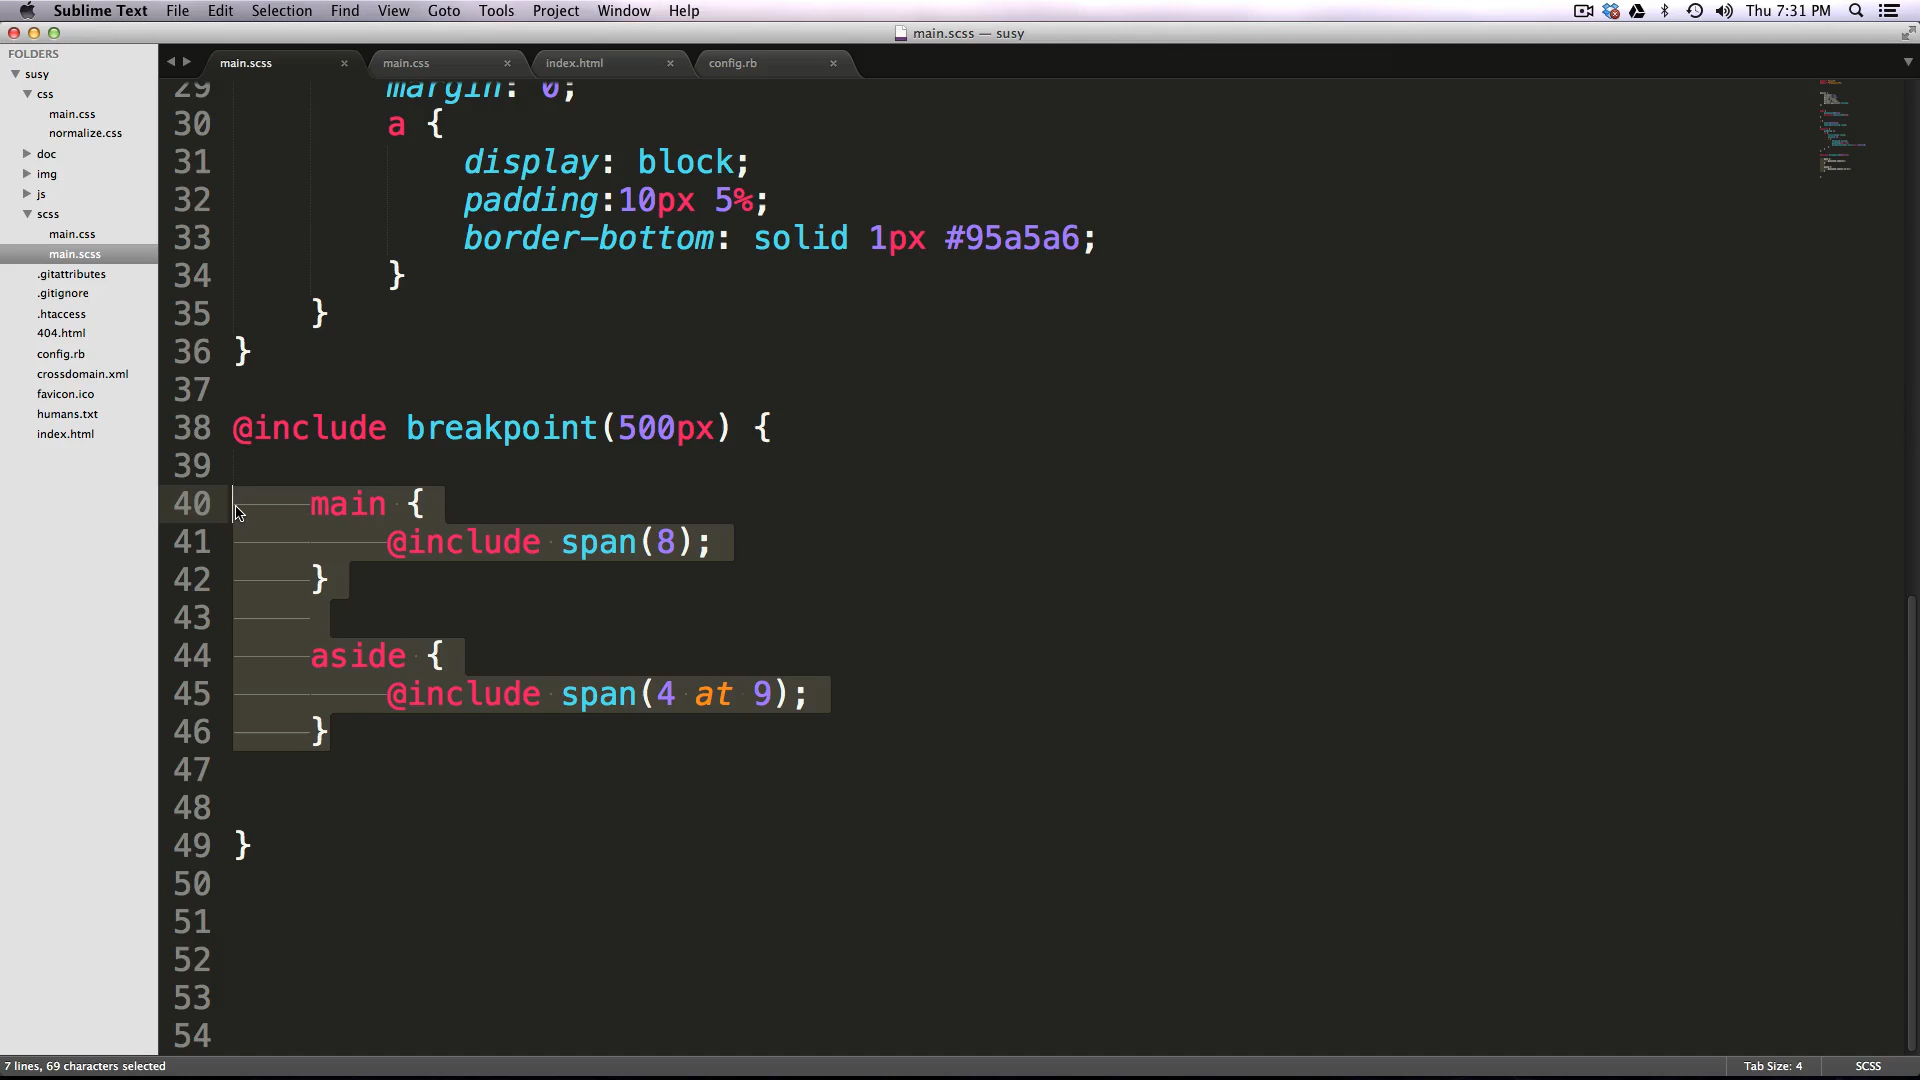 Sublime Text File Edit Selection Find View Goto Tools Project Window Help Thu 7:31 PM
main.scss — susy
FOLDERS
susy
css
main.css
normalize.css
doc
img
js
scss
main.css
main.scss
.gitattributes
.gitignore
.htaccess
404.html
config.rb
crossdomain.xml
favicon.ico
humans.txt
index.html
main.scss × main.css × index.html × config.rb ×
29 margin: 0;
30 a {
31 display: block;
32 padding:10px 5%;
33 border-bottom: solid 1px #95a5a6;
34 }
35 }
36 }
37
38 @include breakpoint(500px) {
39
40 main {
41 @include span(8);
42 }
43
44 aside {
45 @include span(4 at 9);
46 }
47
48
49 }
50
51
52
53
54
7 lines, 69 characters selected Tab Size: 4 SCSS